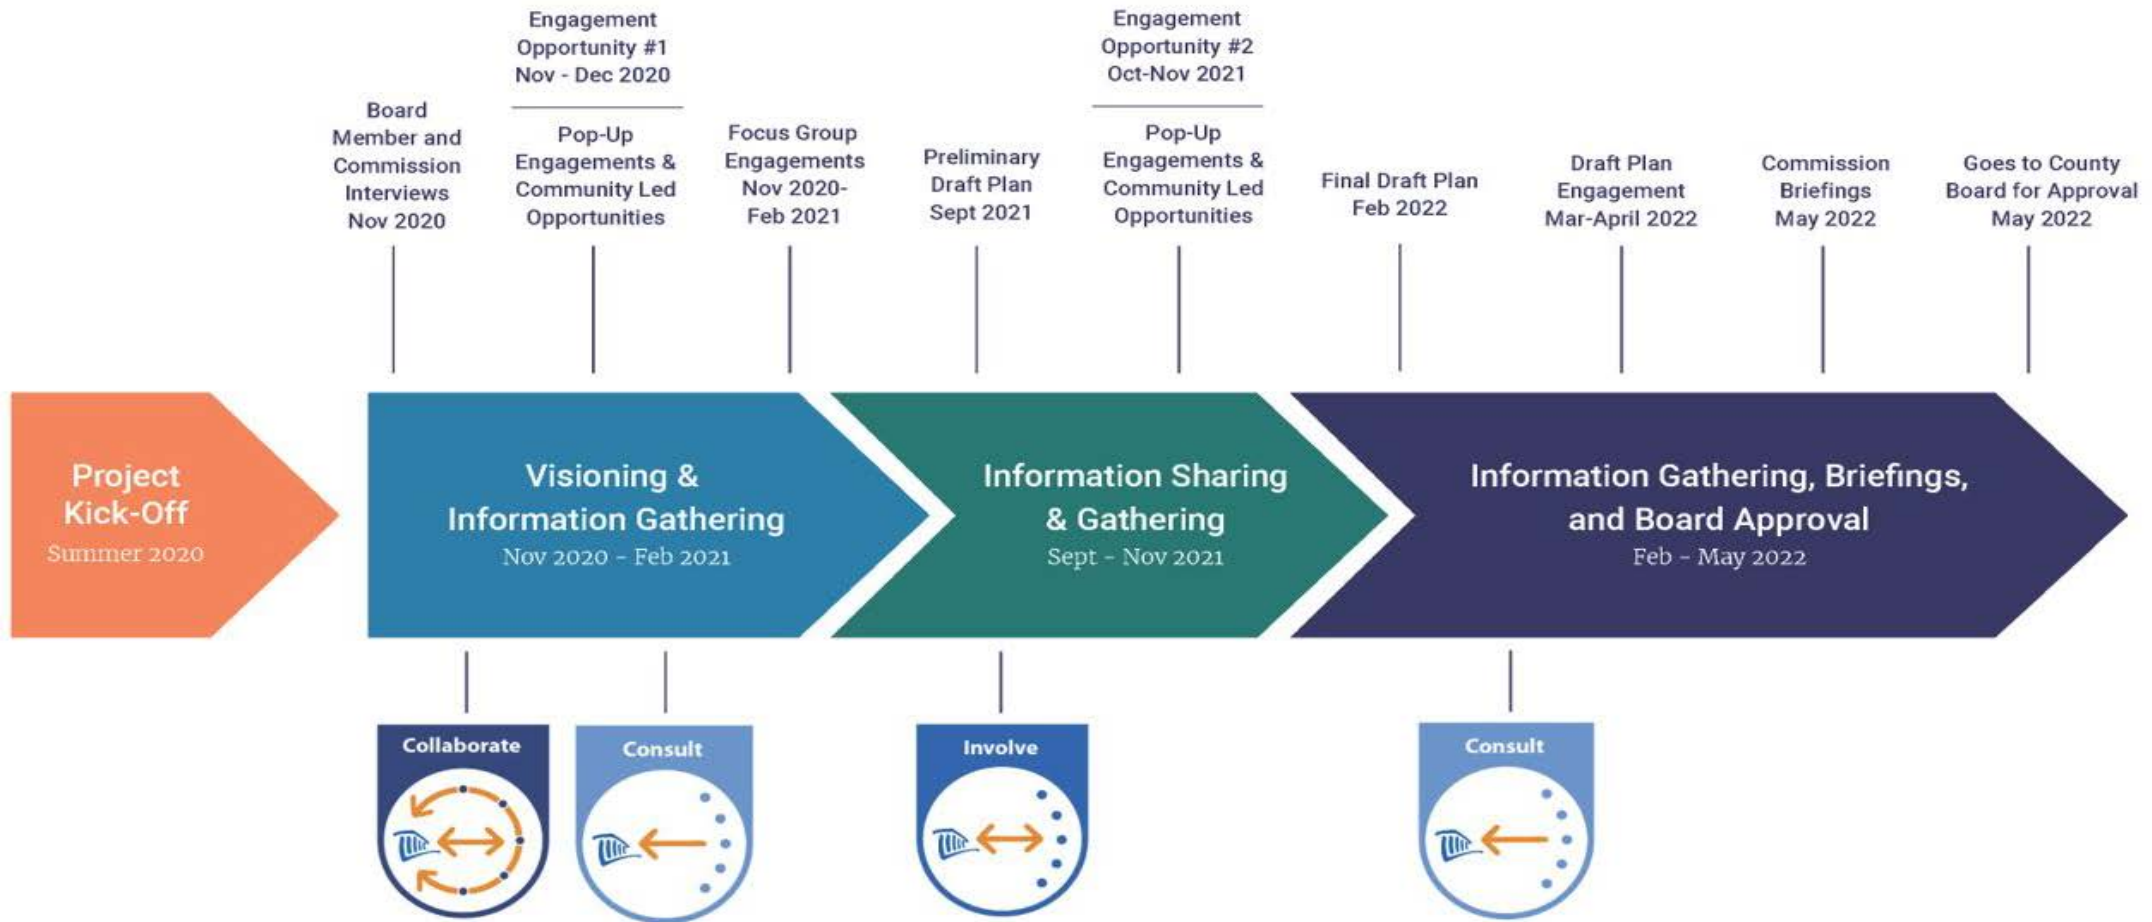 Board
Member and
Commission
Interviews
Nov 2020
Engagement
Opportunity #1
Nov - Dec 2020
Pop-Up
Engagements &
Community Led
Opportunities
Focus Group
Engagements
Nov 2020-
Feb 2021
Preliminary
Draft Plan
Sept 2021
Engagement
Opportunity #2
Oct-Nov 2021
Pop-Up
Engagements &
Community Led
Opportunities
Final Draft Plan
Feb 2022
Draft Plan
Engagement
Mar-April 2022
Commission
Briefings
May 2022
Goes to County
Board for Approval
May 2022
Project
Kick-Off
Summer 2020
Visioning &
Information Gathering
Nov 2020 - Feb 2021
Information Sharing
& Gathering
Sept - Nov 2021
Information Gathering, Briefings,
and Board Approval
Feb - May 2022
Collaborate
Consult
Involve
Consult